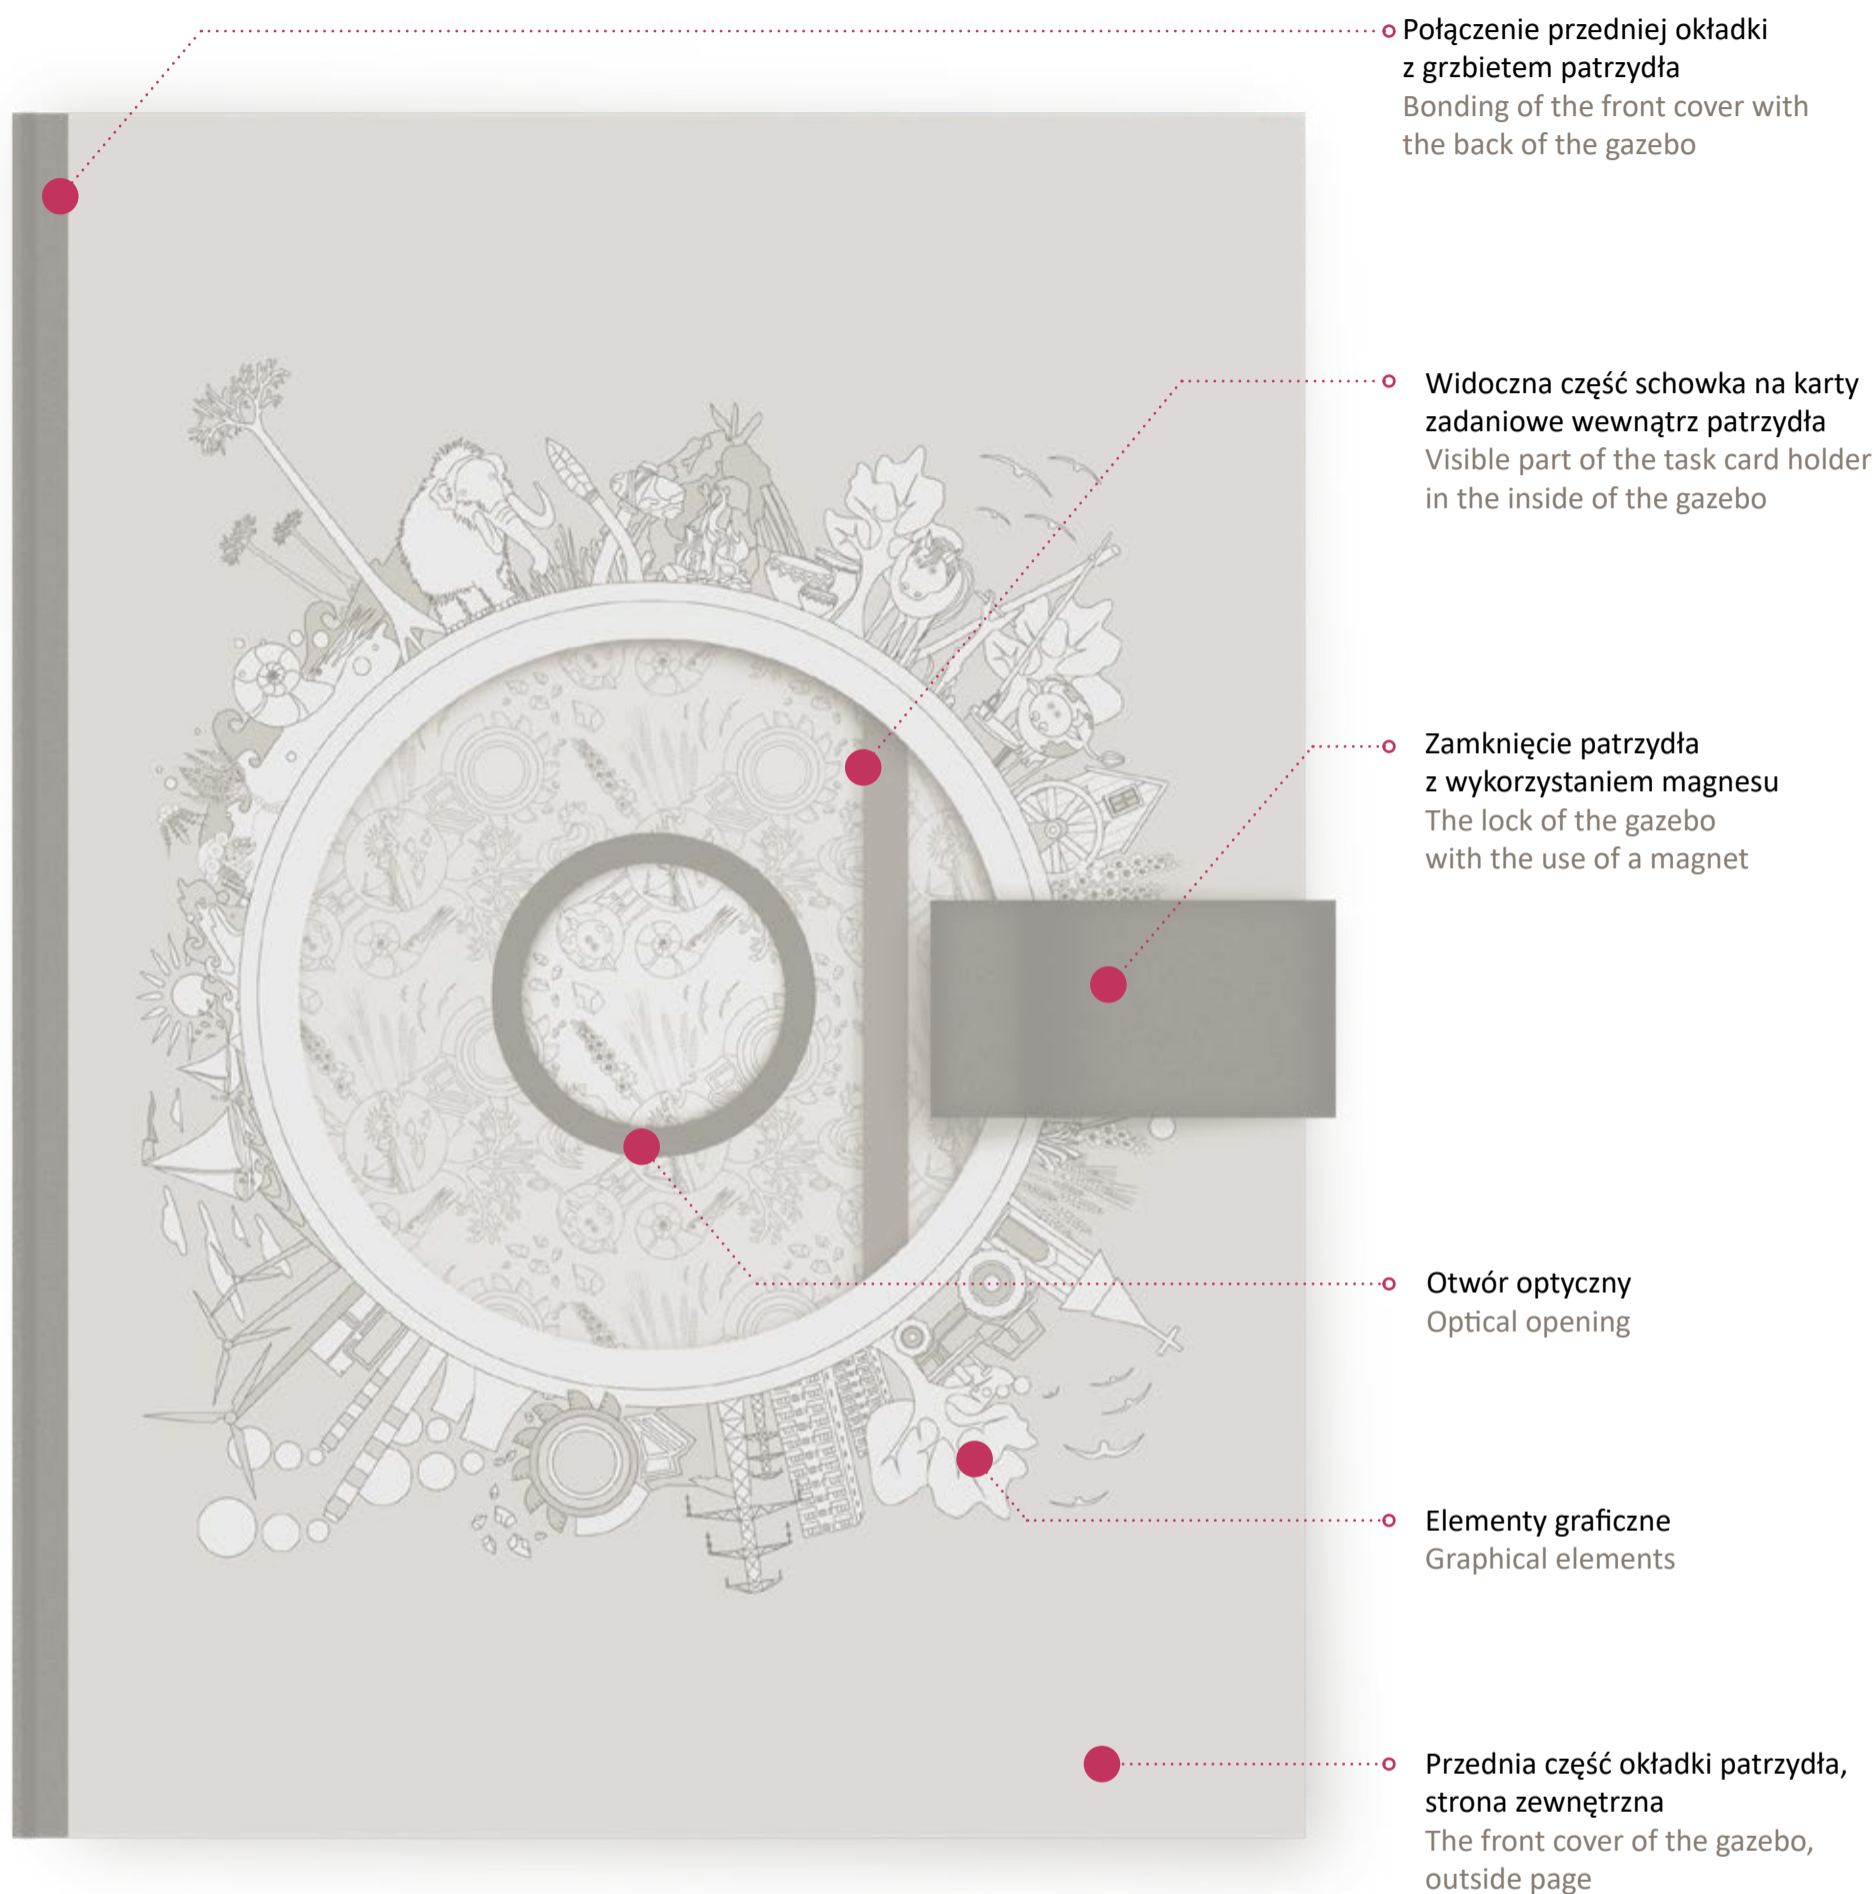 Połączenie przedniej okładki
z grzbietem patrzydła
Bonding of the front cover with
the back of the gazebo
Widoczna część schowka na karty
zadaniowe wewnątrz patrzydła
Visible part of the task card holder
in the inside of the gazebo
Zamknięcie patrzydła
z wykorzystaniem magnesu
The lock of the gazebo
with the use of a magnet
Otwór optyczny
Optical opening
Elementy graficzne
Graphical elements
Przednia część okładki patrzydła,
strona zewnętrzna
The front cover of the gazebo,
outside page